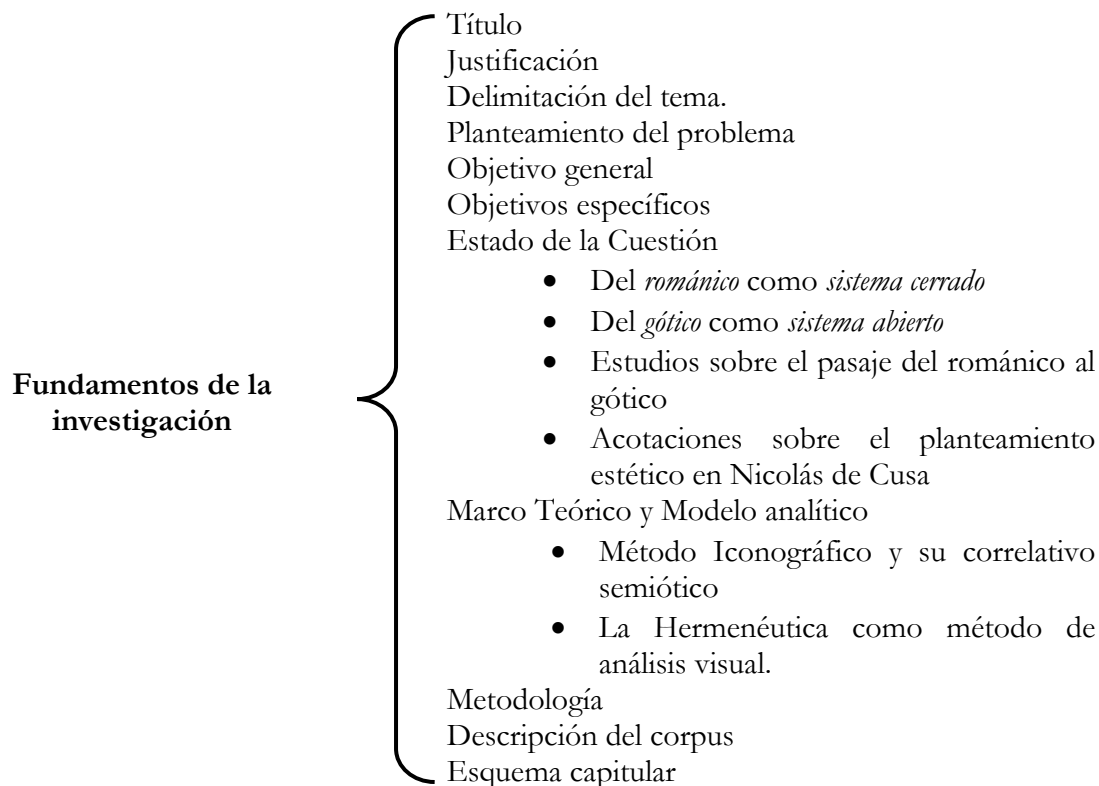 Título
Justificación
Delimitación del tema.
Planteamiento del problema
Objetivo general
Objetivos específicos
Estado de la Cuestión
• Del románico como sistema cerrado
• Del gótico como sistema abierto
• Estudios sobre el pasaje del románico al
gótico
• Acotaciones sobre el planteamiento
estético en Nicolás de Cusa
Fundamentos de la
investigación
Marco Teórico y Modelo analítico
• Método Iconográfico y su correlativo
semiótico
• La Hermenéutica como método de
análisis visual.
Metodología
Descripción del corpus
Esquema capitular